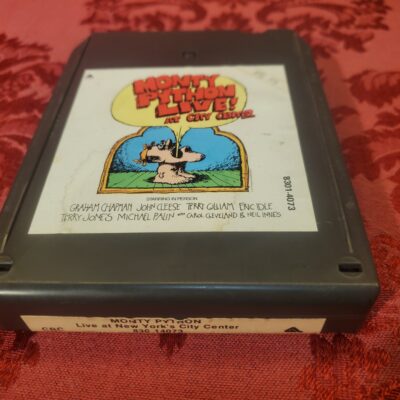 MONTY
PYTHON
LIVE!
AT CITY CENTER
STARRING IN PERSON
GRAHAM CHAPMAN JOHN CLEESE TERRY GILLIAM ERIC IDLE
TERRY JONES MICHAEL PALIN WITH CAROL CLEVELAND & NEIL INNES
8301-4073
MONTY PYTHON
Live at New York's City Center
CRC 830 14073